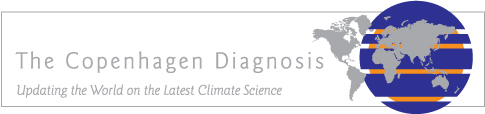 The Copenhagen Diagnosis
Updating the World on the Latest Climate Science